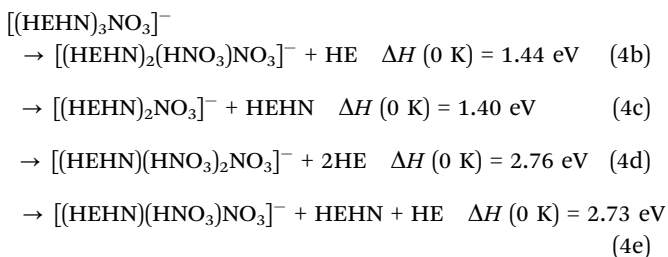 [(HEHN)₃NO₃]⁻
→ [(HEHN)₂(HNO₃)NO₃]⁻ + HE ΔH (0 K) = 1.44 eV (4b)
→ [(HEHN)₂NO₃]⁻ + HEHN ΔH (0 K) = 1.40 eV (4c)
→ [(HEHN)(HNO₃)₂NO₃]⁻ + 2HE ΔH (0 K) = 2.76 eV (4d)
→ [(HEHN)(HNO₃)NO₃]⁻ + HEHN + HE ΔH (0 K) = 2.73 eV
(4e)